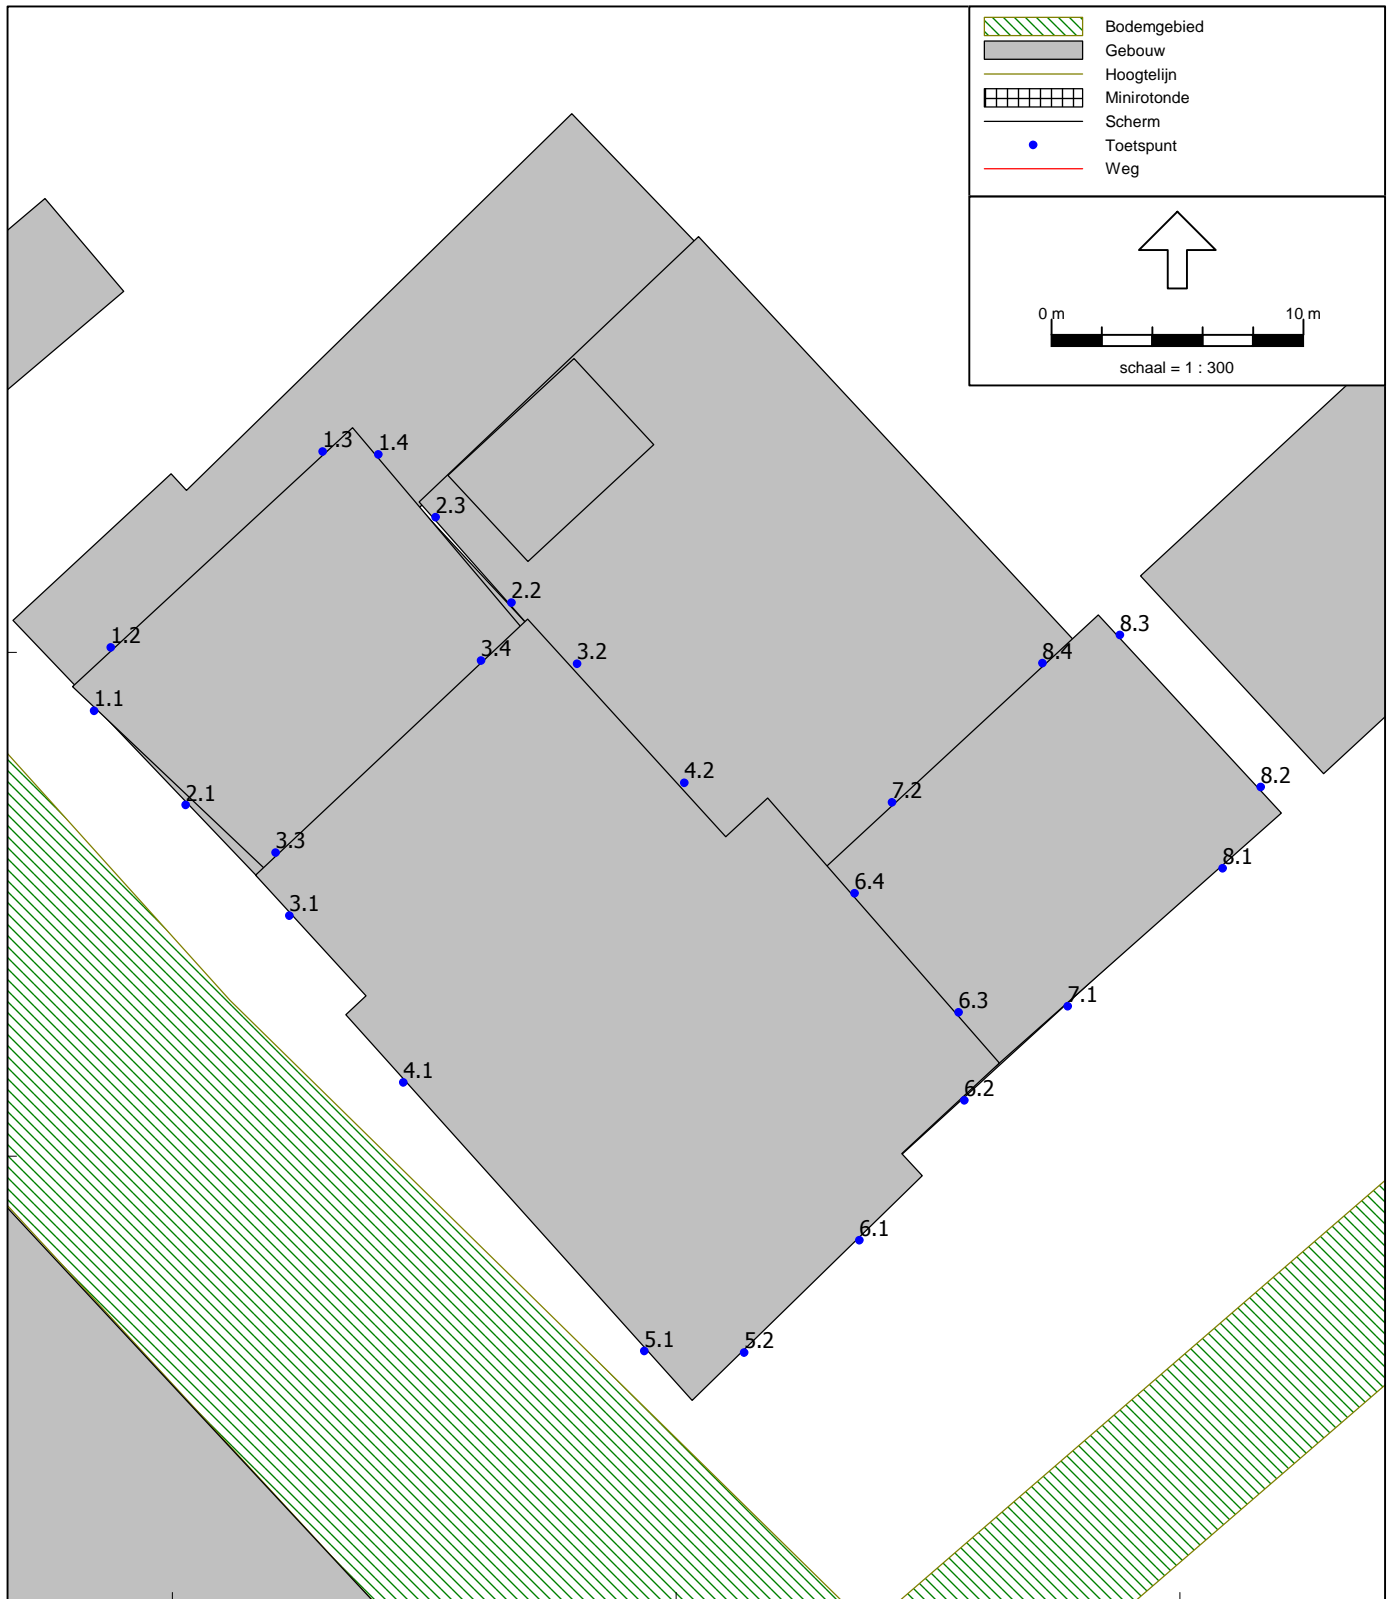 Bodemgebied
Gebouw
Hoogtelijn
Minirotonde
Scherm
Toetspunt
Weg
0 m 10 m
schaal = 1 : 300
1.3
1.4
2.3
2.2
1.2
3.4
3.2
8.3
8.4
1.1
4.2
8.2
2.1
7.2
3.3
8.1
6.4
3.1
7.1
6.3
4.1
6.2
6.1
5.1
5.2